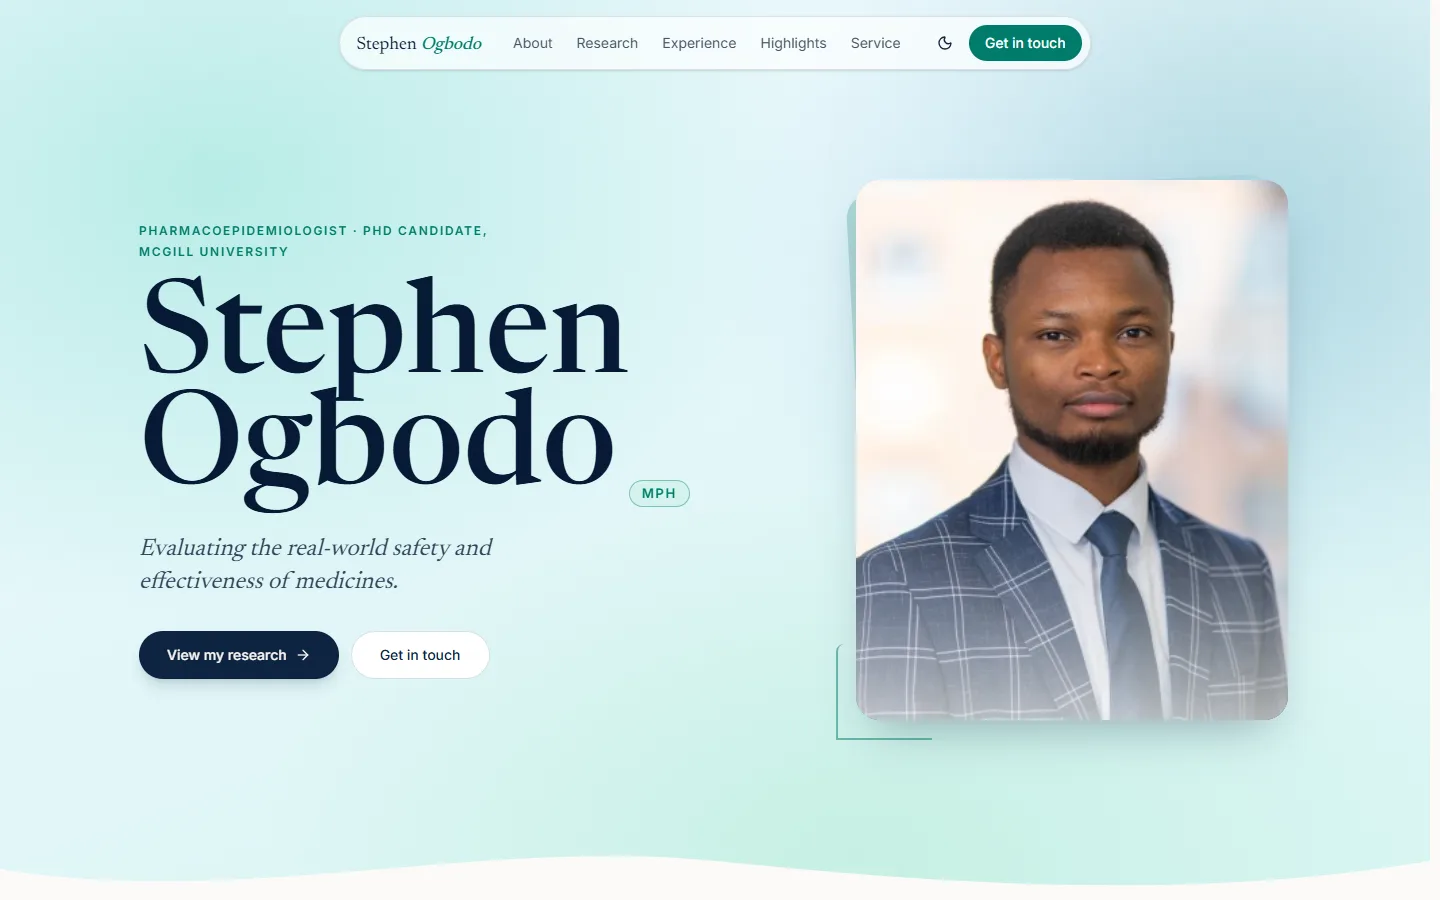 Stephen Ogbodo
About
Research
Experience
Highlights
Service
Get in touch
PHARMACOEPIDEMIOLOGIST · PHD CANDIDATE,
MCGILL UNIVERSITY
Stephen
Ogbodo
MPH
Evaluating the real-world safety and
effectiveness of medicines.
View my research
Get in touch